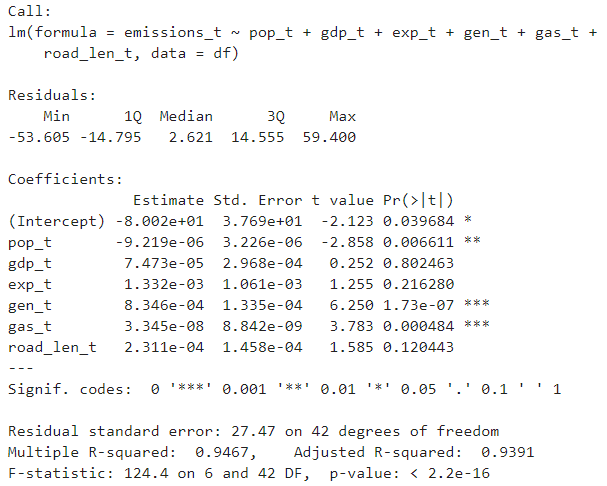 Call:
lm(formula = emissions_t ~ pop_t + gdp_t + exp_t + gen_t + gas_t +
    road_len_t, data = df)

Residuals:
    Min      1Q  Median      3Q     Max
-53.605 -14.795   2.621  14.555  59.400

Coefficients:
              Estimate Std. Error t value Pr(>|t|)
(Intercept) -8.002e+01  3.769e+01  -2.123 0.039684 *
pop_t       -9.219e-06  3.226e-06  -2.858 0.006611 **
gdp_t        7.473e-05  2.968e-04   0.252 0.802463
exp_t        1.332e-03  1.061e-03   1.255 0.216280
gen_t        8.346e-04  1.335e-04   6.250 1.73e-07 ***
gas_t        3.345e-08  8.842e-09   3.783 0.000484 ***
road_len_t   2.311e-04  1.458e-04   1.585 0.120443
---
Signif. codes:  0 '***' 0.001 '**' 0.01 '*' 0.05 '.' 0.1 ' ' 1

Residual standard error: 27.47 on 42 degrees of freedom
Multiple R-squared:  0.9467,    Adjusted R-squared:  0.9391
F-statistic: 124.4 on 6 and 42 DF,  p-value: < 2.2e-16